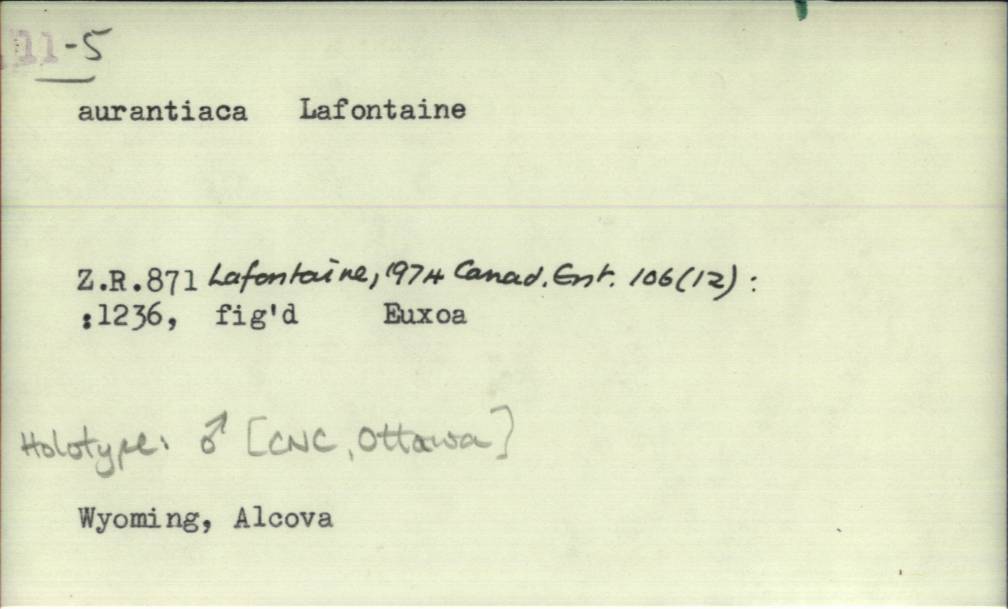 11-5
aurantiaca Lafontaine
Z.R.871 Lafontaine, 1974 Canad. Ent. 106(12):
:1236, fig'd Euxoa
Holotype: ♂ [CNC, Ottawa]
Wyoming, Alcova